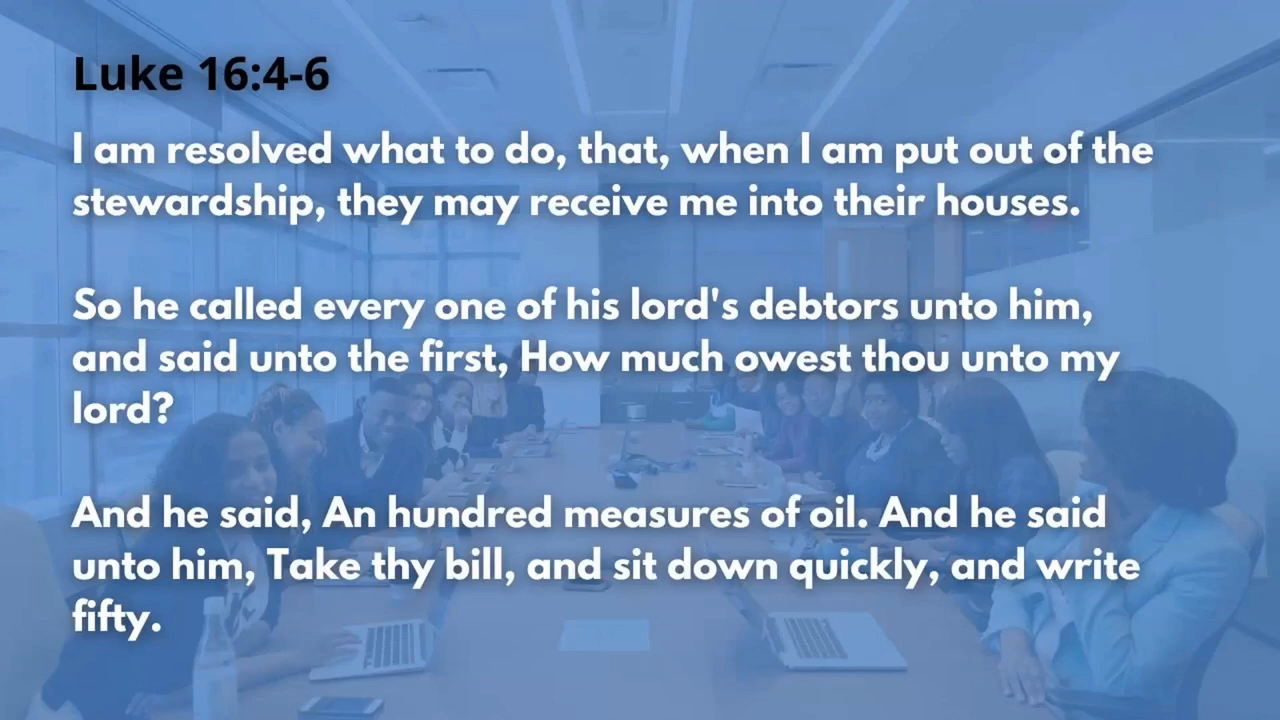 Luke 16:4-6
I am resolved what to do, that, when I am put out of the
stewardship, they may receive me into their houses.
So he called every one of his lord's debtors unto him,
and said unto the first, How much owest thou unto my
lord?
And he said, An hundred measures of oil. And he said
unto him, Take thy bill, and sit down quickly, and write
fifty.